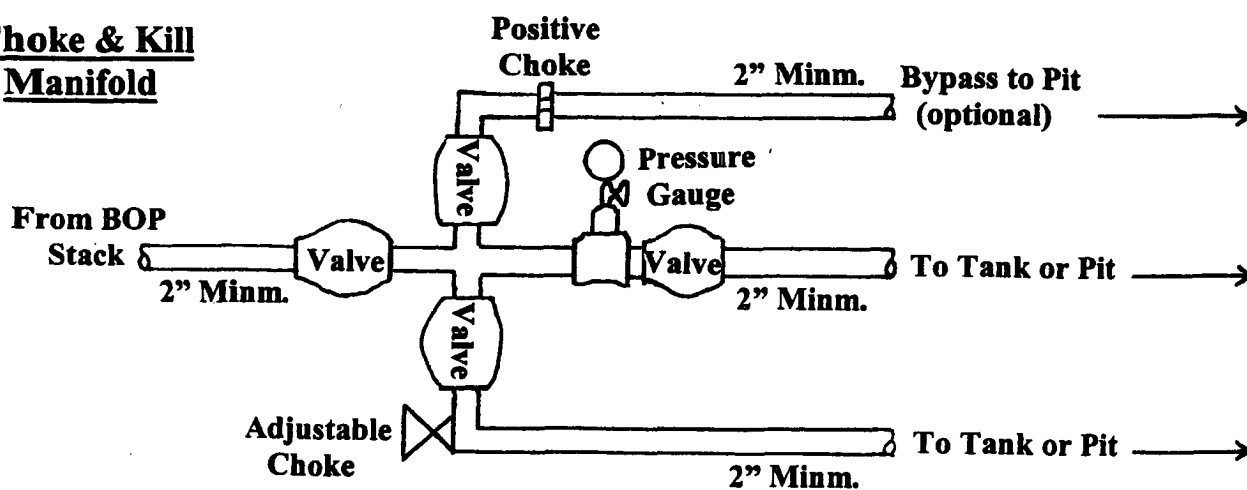 hoke & Kill
Manifold
Positive
Choke
2” Minm.
Bypass to Pit
(optional)
Valve
Pressure
Gauge
From BOP
Stack
2” Minm.
Valve
Valve
2” Minm.
To Tank or Pit
Valve
Adjustable
Choke
2” Minm.
To Tank or Pit